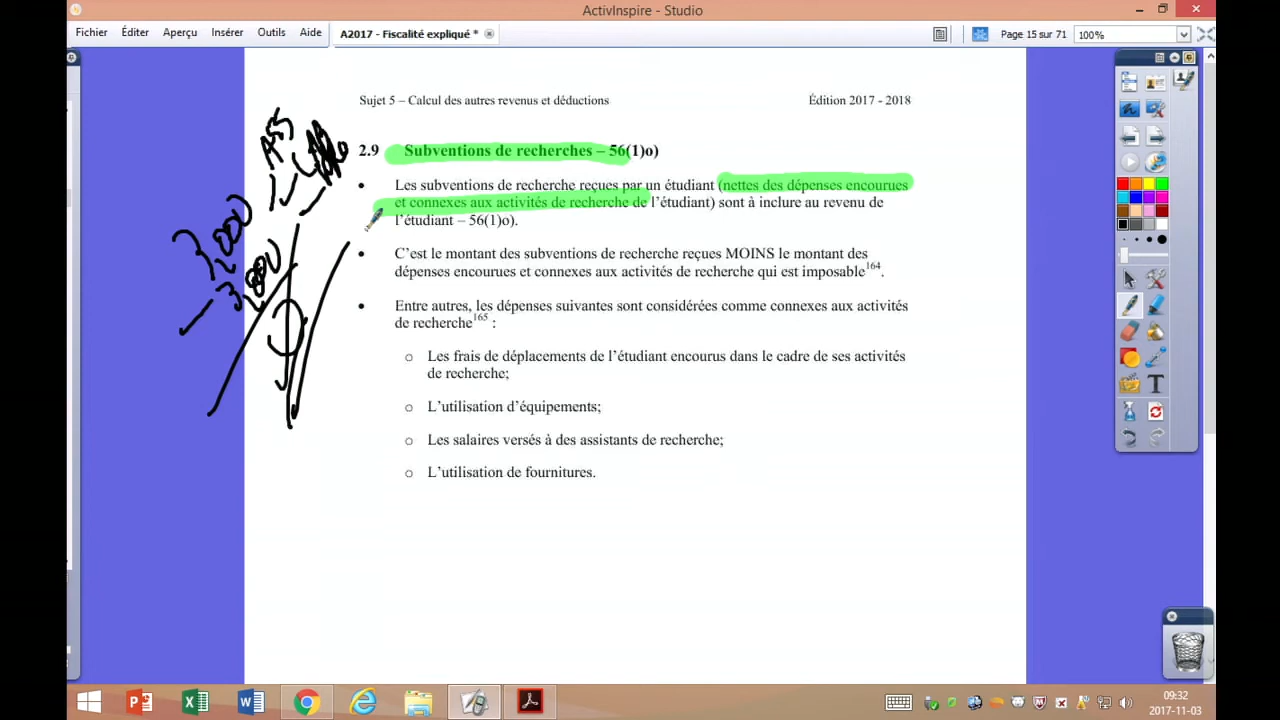 ActivInspire - Studio
Fichier Éditer Aperçu Insérer Outils Aide A2017 - Fiscalité expliqué * Page 15 sur 71 100%
Sujet 5 – Calcul des autres revenus et déductions Édition 2017 - 2018
2.9 Subventions de recherches – 56(1)o)
• Les subventions de recherche reçues par un étudiant (nettes des dépenses encourues
et connexes aux activités de recherche de l’étudiant) sont à inclure au revenu de
l’étudiant – 56(1)o).
• C’est le montant des subventions de recherche reçues MOINS le montant des
dépenses encourues et connexes aux activités de recherche qui est imposable164.
• Entre autres, les dépenses suivantes sont considérées comme connexes aux activités
de recherche165 :
o Les frais de déplacements de l’étudiant encourus dans le cadre de ses activités
de recherche;
o L’utilisation d’équipements;
o Les salaires versés à des assistants de recherche;
o L’utilisation de fournitures.
3,000
3,000
09:32
2017-11-03